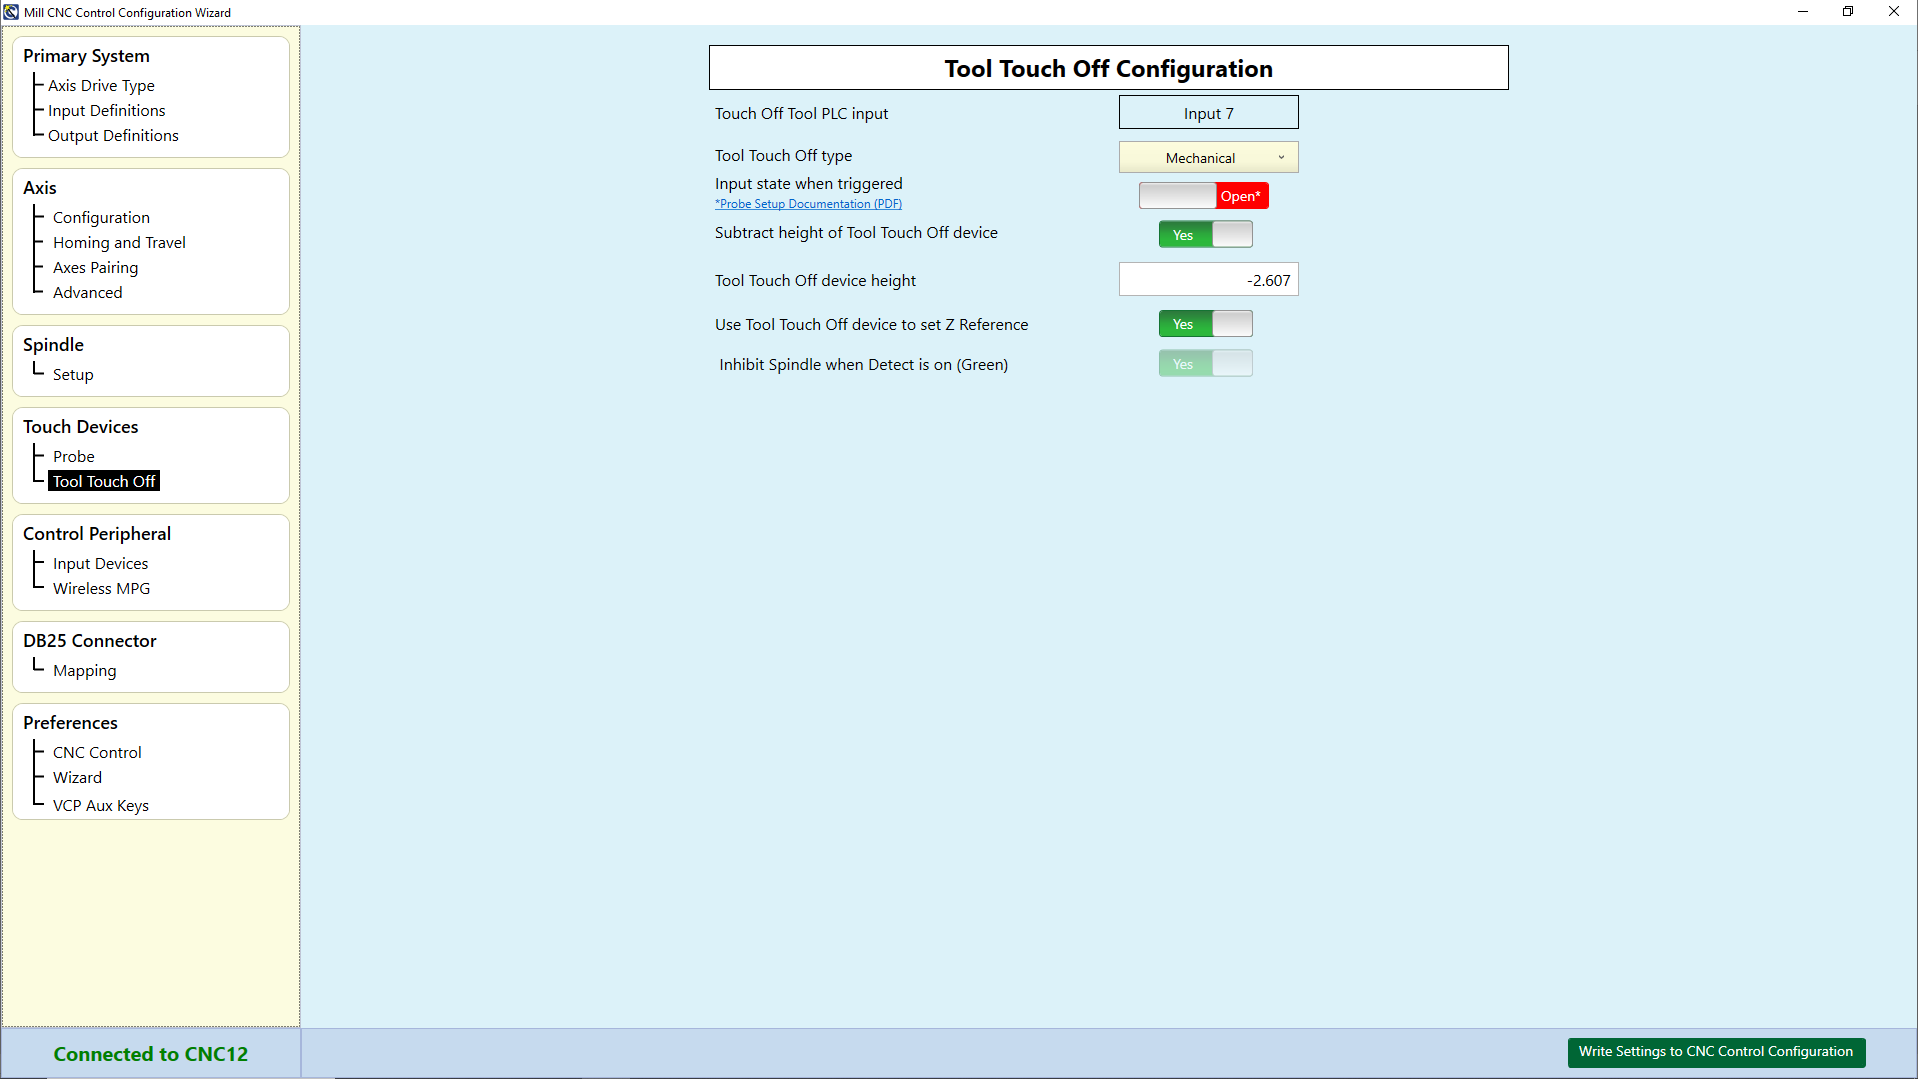 Mill CNC Control Configuration Wizard
Primary System
Axis Drive Type
Input Definitions
Output Definitions
Axis
Configuration
Homing and Travel
Axes Pairing
Advanced
Spindle
Setup
Touch Devices
Probe
Tool Touch Off
Control Peripheral
Input Devices
Wireless MPG
DB25 Connector
Mapping
Preferences
CNC Control
Wizard
VCP Aux Keys
Connected to CNC12
Tool Touch Off Configuration
Touch Off Tool PLC input Input 7
Tool Touch Off type Mechanical
Input state when triggered Open*
*Probe Setup Documentation (PDF)
Subtract height of Tool Touch Off device Yes
Tool Touch Off device height -2.607
Use Tool Touch Off device to set Z Reference Yes
Inhibit Spindle when Detect is on (Green) Yes
Write Settings to CNC Control Configuration